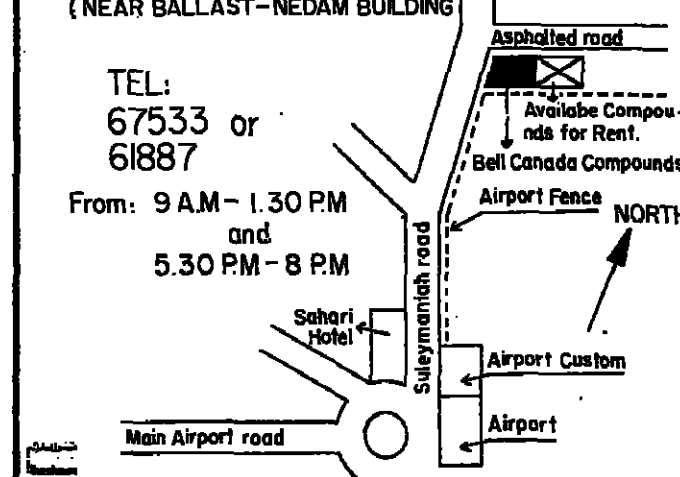 (NEAR BALLAST-NEDAM BUILDING
TEL:
67533 or
61887
From: 9 A.M - 1.30 P.M
and
5.30 P.M - 8 P.M
Asphalted road
Availabe Compou-
nds for Rent.
Bell Canada Compounds
Airport Fence
NORTH
Suleymaniah road
Sahari
Hotel
Airport Custom
Main Airport road
Airport